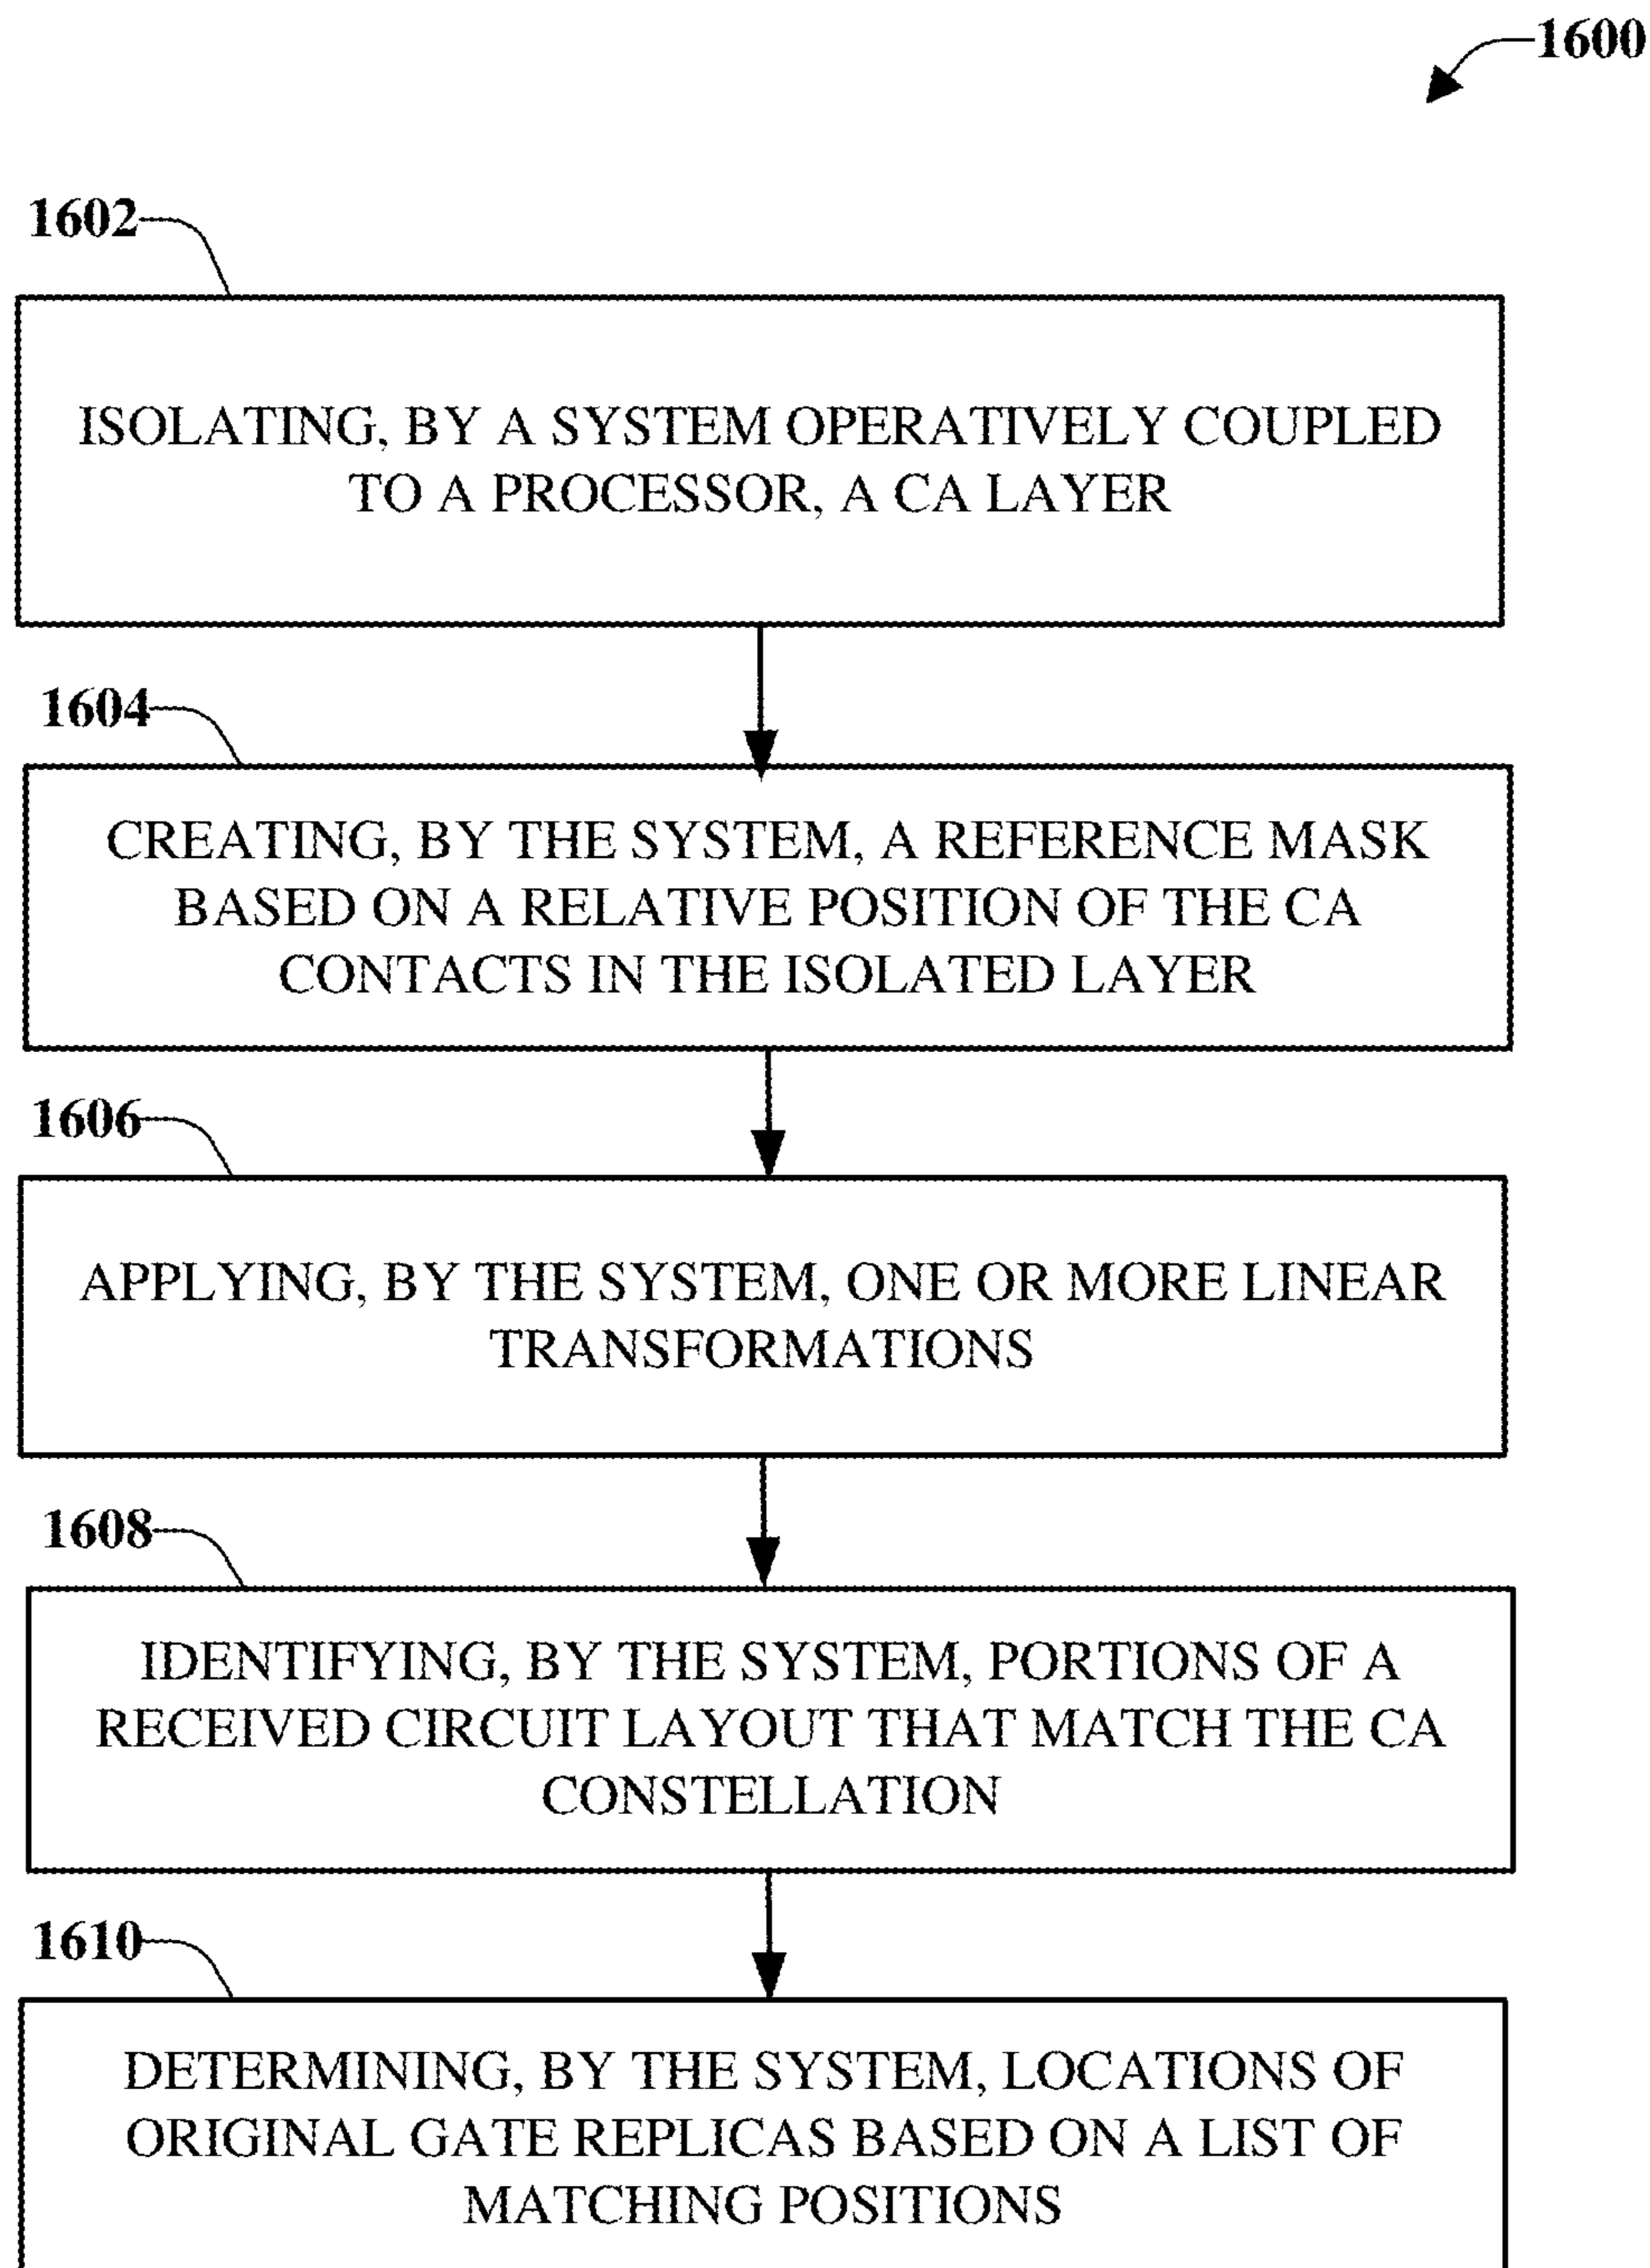 1600
1602
ISOLATING, BY A SYSTEM OPERATIVELY COUPLED
TO A PROCESSOR, A CA LAYER
1604
CREATING, BY THE SYSTEM, A REFERENCE MASK
BASED ON A RELATIVE POSITION OF THE CA
CONTACTS IN THE ISOLATED LAYER
1606
APPLYING, BY THE SYSTEM, ONE OR MORE LINEAR
TRANSFORMATIONS
1608
IDENTIFYING, BY THE SYSTEM, PORTIONS OF A
RECEIVED CIRCUIT LAYOUT THAT MATCH THE CA
CONSTELLATION
1610
DETERMINING, BY THE SYSTEM, LOCATIONS OF
ORIGINAL GATE REPLICAS BASED ON A LIST OF
MATCHING POSITIONS